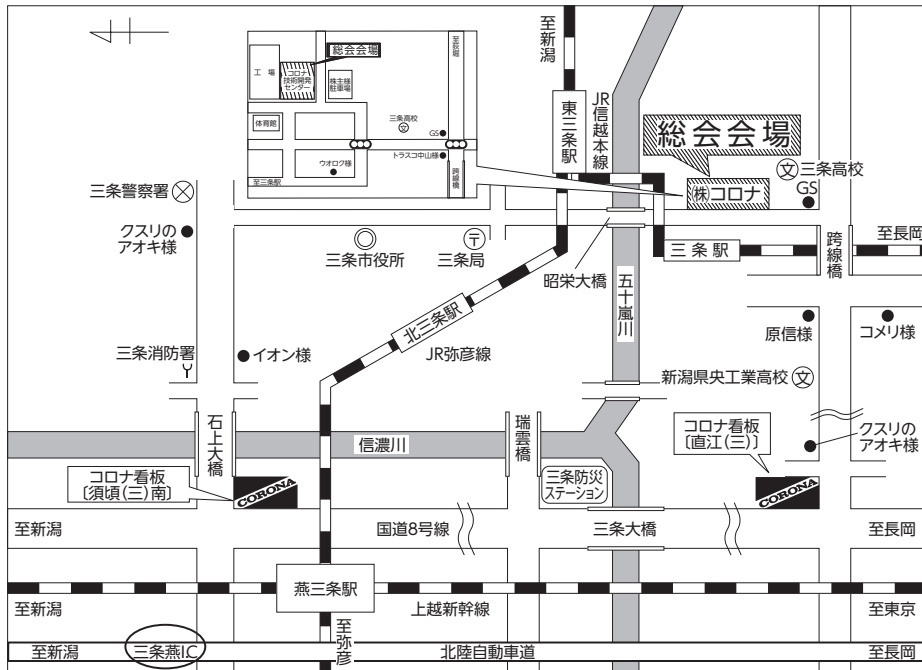 総会会場
工場
コロナ
技術開発
センター
株主様
駐車場
至荻堀
体育館
三条高校
文
GS
ウオロク様
トラスコ中山様
至三条駅
跨線橋
至新潟
東三条駅
JR信越本線
総会会場
㈱コロナ
文三条高校
GS
三条警察署
クスリの
アオキ様
三条市役所
〒
三条局
昭栄大橋
三条駅
跨線橋
至長岡
五十嵐川
北三条駅
JR弥彦線
原信様
コメリ様
三条消防署
イオン様
新潟県央工業高校文
石上大橋
信濃川
瑞雲橋
コロナ看板
〔直江(三)〕
クスリの
アオキ様
コロナ看板
〔須頃(三)南〕
CORONA
三条防災
ステーション
CORONA
至新潟
国道8号線
三条大橋
至長岡
燕三条駅
至新潟
上越新幹線
至東京
至弥彦
至新潟
三条燕I.C
北陸自動車道
至長岡